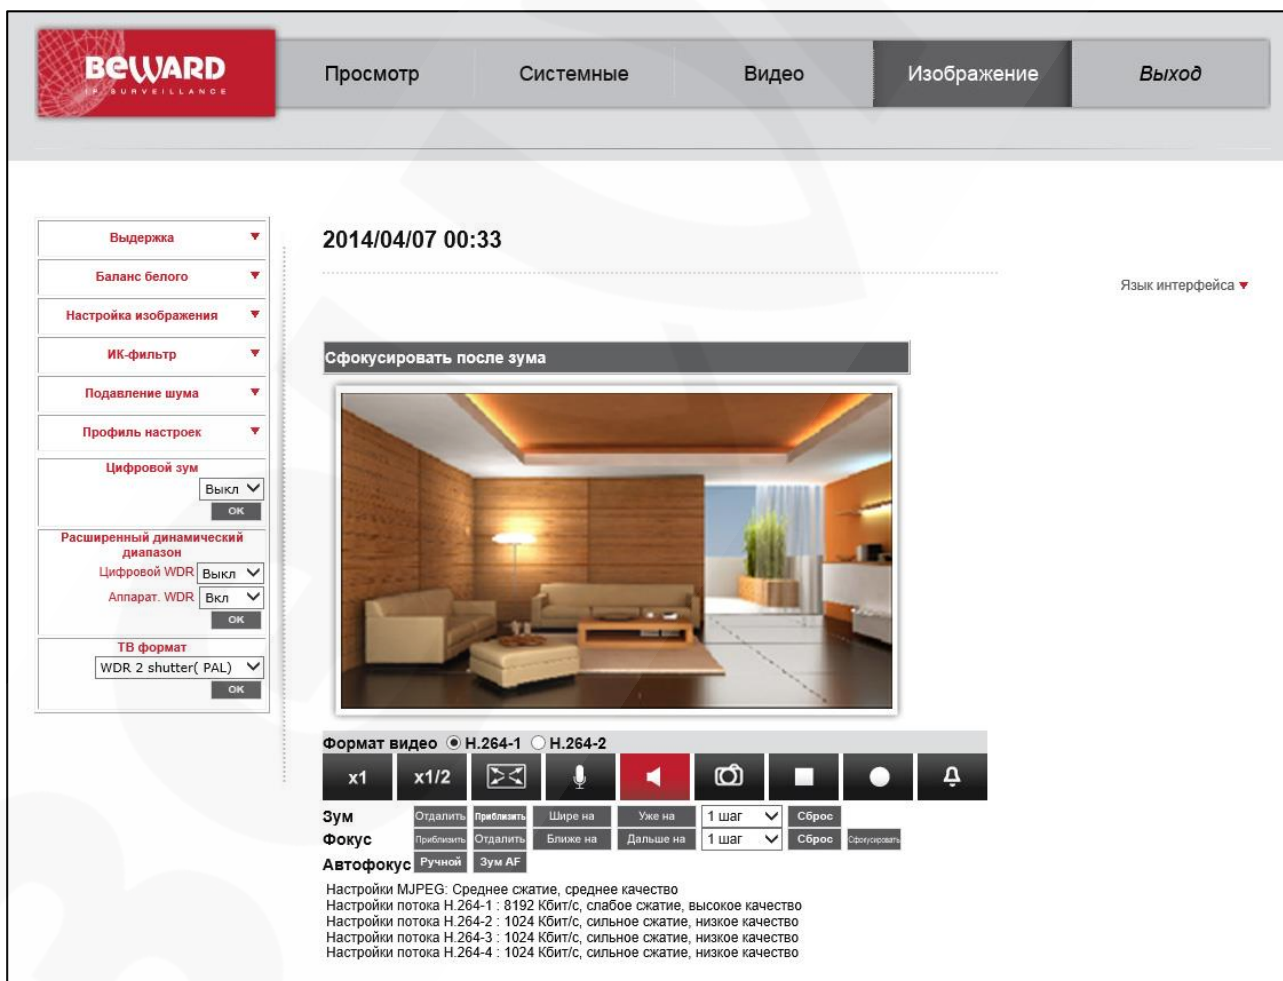 BEWARD
IP SURVEILLANCE
Просмотр
Системные
Видео
Изображение
Выход
Выдержка
Баланс белого
Настройка изображения
ИК-фильтр
Подавление шума
Профиль настроек
Цифровой зум
Выкл
ОК
Расширенный динамический
диапазон
Цифровой WDR Выкл
Аппарат. WDR Вкл
ОК
ТВ формат
WDR 2 shutter( PAL)
ОК
2014/04/07 00:33
Язык интерфейса
Сфокусировать после зума
Формат видео H.264-1 H.264-2
x1 x1/2
Зум Отдалить Приблизить Шире на Уже на 1 шаг Сброс
Фокус Приблизить Отдалить Ближе на Дальше на 1 шаг Сброс Сфокусировать
Автофокус Ручной Зум AF
Настройки MJPEG: Среднее сжатие, среднее качество
Настройки потока H.264-1 : 8192 Кбит/с, слабое сжатие, высокое качество
Настройки потока H.264-2 : 1024 Кбит/с, сильное сжатие, низкое качество
Настройки потока H.264-3 : 1024 Кбит/с, сильное сжатие, низкое качество
Настройки потока H.264-4 : 1024 Кбит/с, сильное сжатие, низкое качество